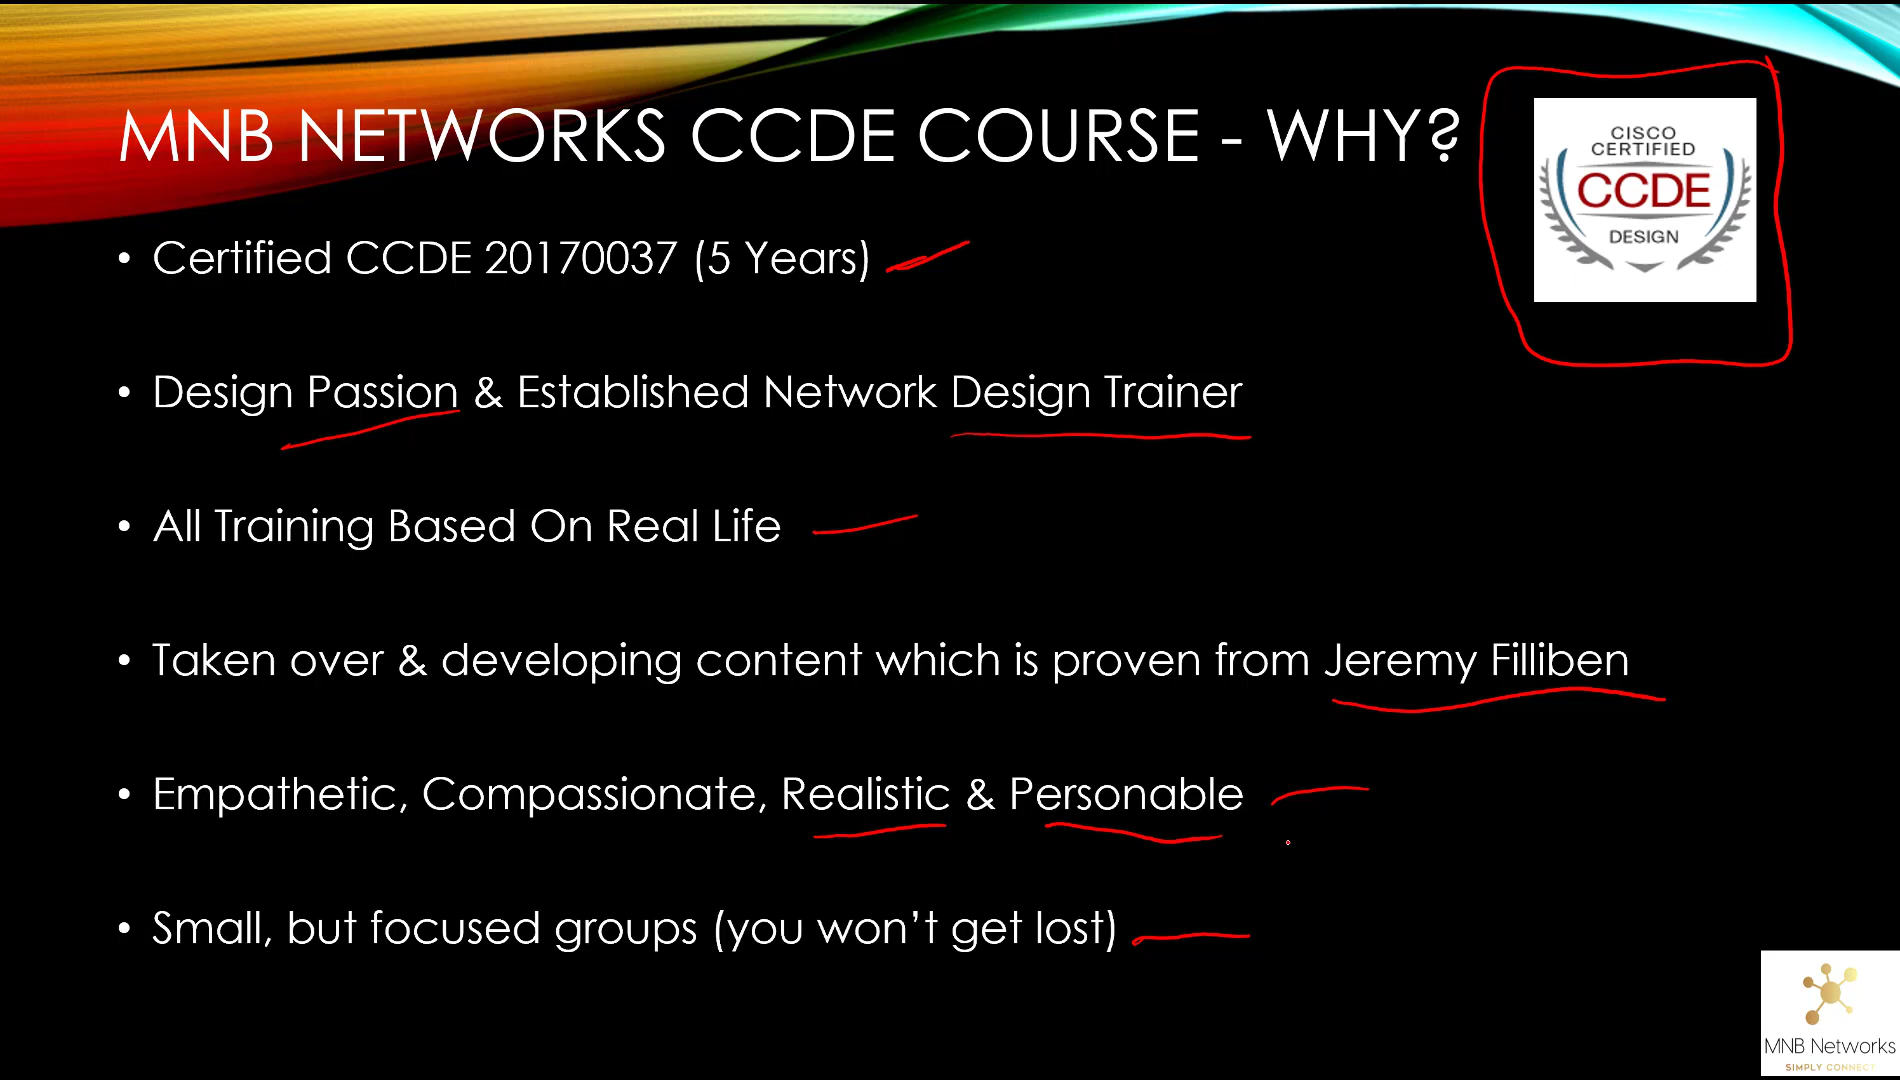 MNB NETWORKS CCDE COURSE - WHY?
CISCO
CERTIFIED
CCDE
DESIGN
• Certified CCDE 20170037 (5 Years)
• Design Passion & Established Network Design Trainer
• All Training Based On Real Life
• Taken over & developing content which is proven from Jeremy Filliben
• Empathetic, Compassionate, Realistic & Personable
• Small, but focused groups (you won't get lost)
MNB Networks
SIMPLY CONNECT